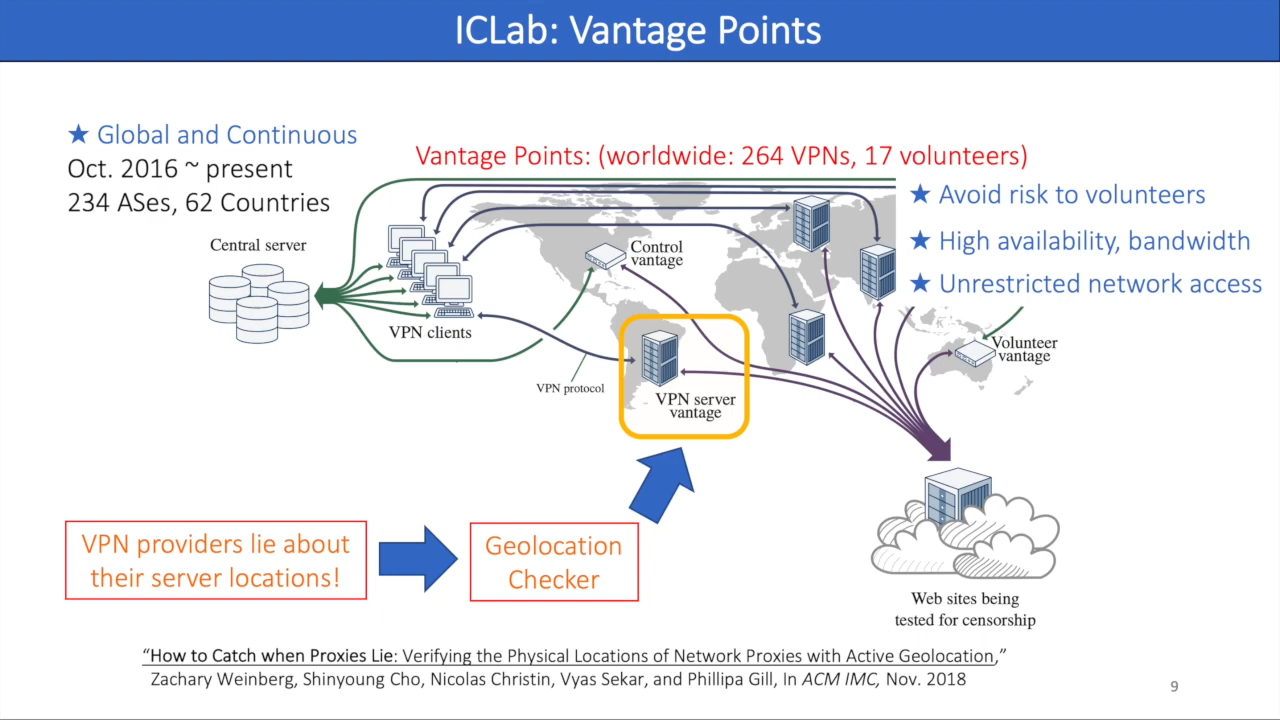 ICLab: Vantage Points
★ Global and Continuous
Oct. 2016 ~ present
234 ASes, 62 Countries
Vantage Points: (worldwide: 264 VPNs, 17 volunteers)
★ Avoid risk to volunteers
★ High availability, bandwidth
★ Unrestricted network access
Central server
Control
vantage
VPN clients
Volunteer
vantage
VPN protocol
VPN server
vantage
VPN providers lie about
their server locations!
Geolocation
Checker
Web sites being
tested for censorship
“How to Catch when Proxies Lie: Verifying the Physical Locations of Network Proxies with Active Geolocation,”
Zachary Weinberg, Shinyoung Cho, Nicolas Christin, Vyas Sekar, and Phillipa Gill, In ACM IMC, Nov. 2018
9